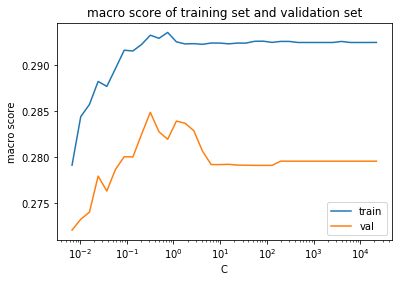 macro score of training set and validation set
0.290
0.285
0.280
0.275
macro score
10⁻²
10⁻¹
10⁰
10¹
10²
10³
10⁴
C
train
val